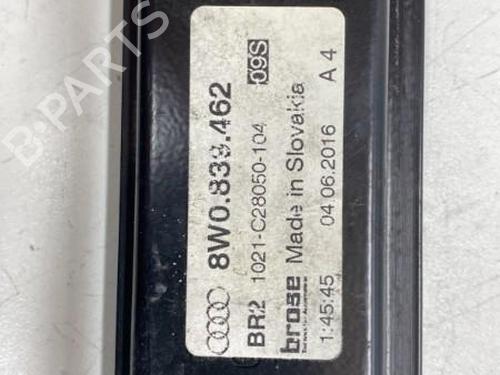 8W0.839.462
09S
BR2 1021-C28050-104
brose Made in Slovakia
1:45:45 04.06.2016 A 4
B-PARTS